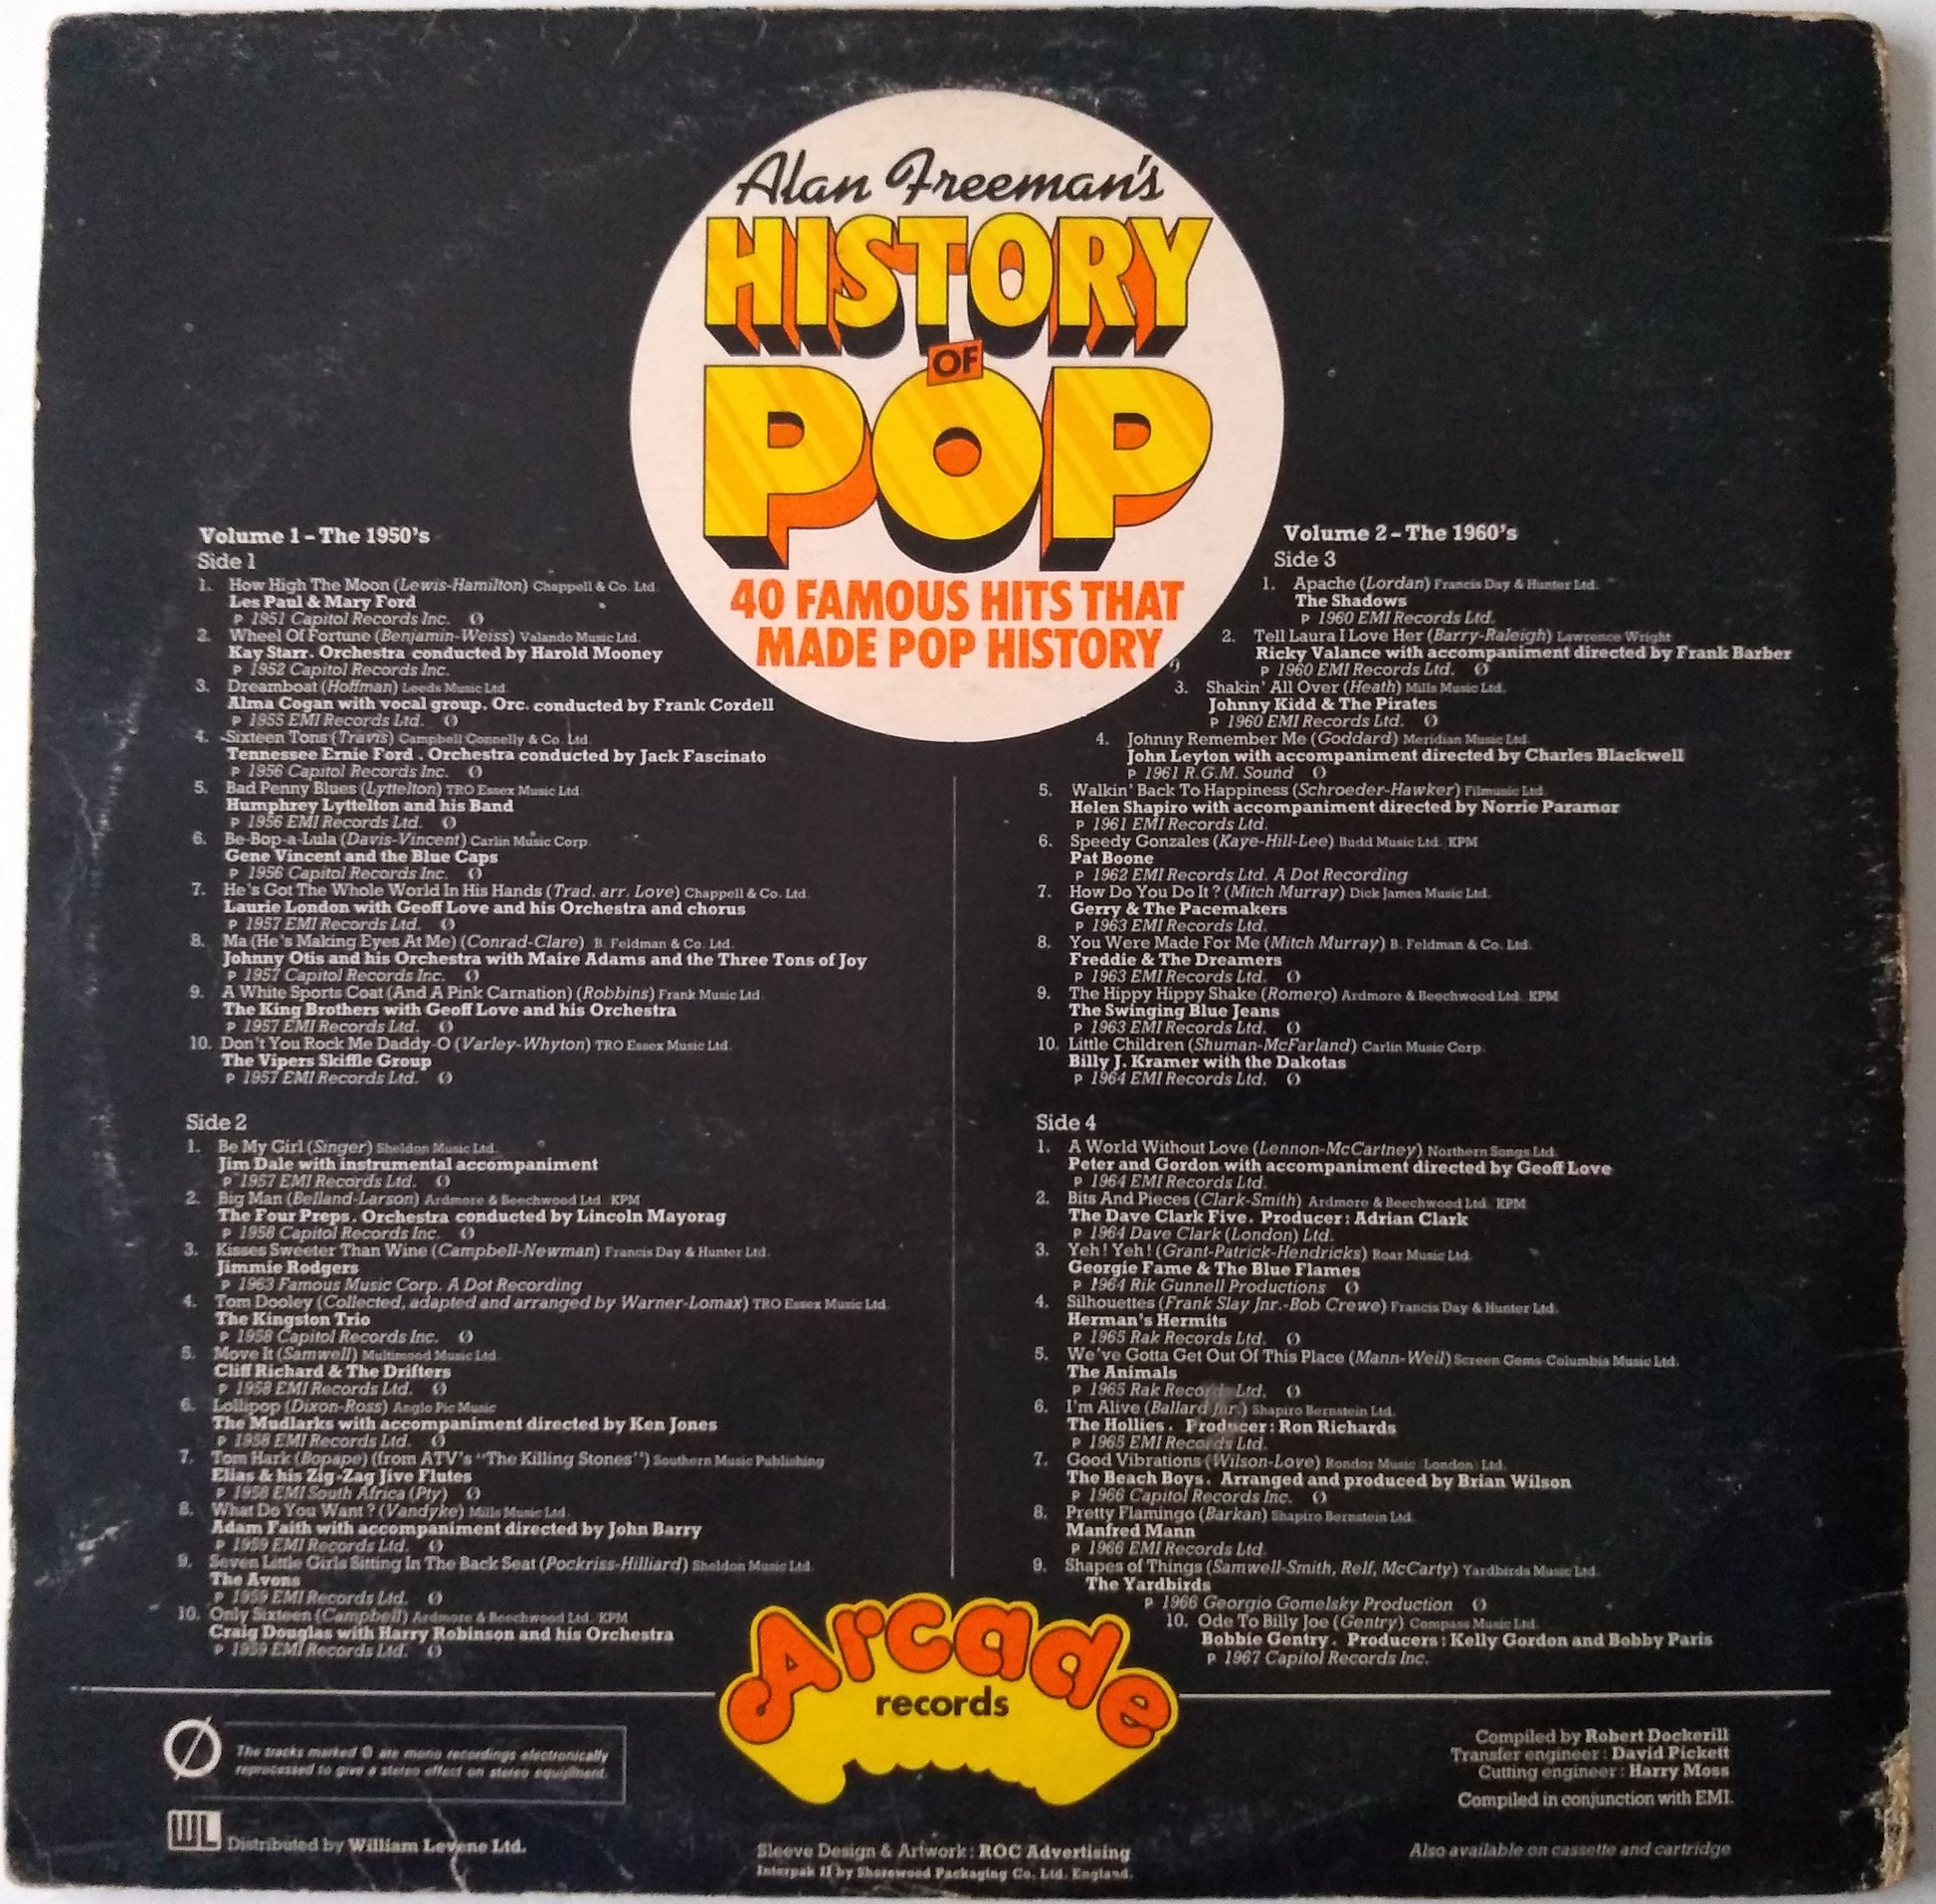 Alan Freeman's
HISTORY
OF
POP
40 FAMOUS HITS THAT
MADE POP HISTORY
Volume 1 – The 1950's
Side 1
1. How High The Moon (Lewis-Hamilton) Chappell & Co. Ltd.
Les Paul & Mary Ford
P 1951 Capitol Records Inc. Ø
2. Wheel Of Fortune (Benjamin-Weiss) Valando Music Ltd.
Kay Starr. Orchestra conducted by Harold Mooney
P 1952 Capitol Records Inc.
3. Dreamboat (Hoffman) Leeds Music Ltd.
Alma Cogan with vocal group. Orc. conducted by Frank Cordell
P 1955 EMI Records Ltd. Ø
4. Sixteen Tons (Travis) Campbell Connelly & Co. Ltd.
Tennessee Ernie Ford. Orchestra conducted by Jack Fascinato
P 1956 Capitol Records Inc. Ø
5. Bad Penny Blues (Lyttelton) TRO Essex Music Ltd.
Humphrey Lyttelton and his Band
P 1956 EMI Records Ltd. Ø
6. Be-Bop-a-Lula (Davis-Vincent) Carlin Music Corp.
Gene Vincent and the Blue Caps
P 1956 Capitol Records Inc. Ø
7. He's Got The Whole World In His Hands (Trad. arr. Love) Chappell & Co. Ltd.
Laurie London with Geoff Love and his Orchestra and chorus
P 1957 EMI Records Ltd. Ø
8. Ma (He's Making Eyes At Me) (Conrad-Clare) B. Feldman & Co. Ltd.
Johnny Otis and his Orchestra with Maire Adams and the Three Tons of Joy
P 1957 Capitol Records Inc. Ø
9. A White Sports Coat (And A Pink Carnation) (Robbins) Frank Music Ltd.
The King Brothers with Geoff Love and his Orchestra
P 1957 EMI Records Ltd. Ø
10. Don't You Rock Me Daddy-O (Varley-Whyton) TRO Essex Music Ltd.
The Vipers Skiffle Group
P 1957 EMI Records Ltd. Ø
Side 2
1. Be My Girl (Singer) Sheldon Music Ltd.
Jim Dale with instrumental accompaniment
P 1957 EMI Records Ltd. Ø
2. Big Man (Belland-Larson) Ardmore & Beechwood Ltd. KPM
The Four Preps. Orchestra conducted by Lincoln Mayorag
P 1958 Capitol Records Inc. Ø
3. Kisses Sweeter Than Wine (Campbell-Newman) Francis Day & Hunter Ltd.
Jimmie Rodgers
P 1963 Famous Music Corp. A Dot Recording
4. Tom Dooley (Collected, adapted and arranged by Warner-Lomax) TRO Essex Music Ltd.
The Kingston Trio
P 1958 Capitol Records Inc. Ø
5. Move It (Samwell) Multimood Music Ltd.
Cliff Richard & The Drifters
P 1958 EMI Records Ltd. Ø
6. Lollipop (Dixon-Ross) Anglo Pic Music
The Mudlarks with accompaniment directed by Ken Jones
P 1958 EMI Records Ltd. Ø
7. Tom Hark (Bopape) (from ATV's "The Killing Stones") Southern Music Publishing
Elias & his Zig-Zag Jive Flutes
P 1958 EMI South Africa (Pty) Ø
8. What Do You Want? (Vandyke) Mills Music Ltd.
Adam Faith with accompaniment directed by John Barry
P 1959 EMI Records Ltd. Ø
9. Seven Little Girls Sitting In The Back Seat (Pockriss-Hilliard) Sheldon Music Ltd.
The Avons
P 1959 EMI Records Ltd. Ø
10. Only Sixteen (Campbell) Ardmore & Beechwood Ltd. KPM
Craig Douglas with Harry Robinson and his Orchestra
P 1959 EMI Records Ltd. Ø
Volume 2 – The 1960's
Side 3
1. Apache (Lordan) Francis Day & Hunter Ltd.
The Shadows
P 1960 EMI Records Ltd.
2. Tell Laura I Love Her (Barry-Raleigh) Lawrence Wright
Ricky Valance with accompaniment directed by Frank Barber
P 1960 EMI Records Ltd. Ø
3. Shakin' All Over (Heath) Mills Music Ltd.
Johnny Kidd & The Pirates
P 1960 EMI Records Ltd. Ø
4. Johnny Remember Me (Goddard) Meridian Music Ltd.
John Leyton with accompaniment directed by Charles Blackwell
P 1961 R.G.M. Sound Ø
5. Walkin' Back To Happiness (Schroeder-Hawker) Filmusic Ltd.
Helen Shapiro with accompaniment directed by Norrie Paramor
P 1961 EMI Records Ltd.
6. Speedy Gonzales (Kaye-Hill-Lee) Budd Music Ltd. KPM
Pat Boone
P 1962 EMI Records Ltd. A Dot Recording
7. How Do You Do It? (Mitch Murray) Dick James Music Ltd.
Gerry & The Pacemakers
P 1963 EMI Records Ltd.
8. You Were Made For Me (Mitch Murray) B. Feldman & Co. Ltd.
Freddie & The Dreamers
P 1963 EMI Records Ltd. Ø
9. The Hippy Hippy Shake (Romero) Ardmore & Beechwood Ltd. KPM
The Swinging Blue Jeans
P 1963 EMI Records Ltd. Ø
10. Little Children (Shuman-McFarland) Carlin Music Corp.
Billy J. Kramer with the Dakotas
P 1964 EMI Records Ltd. Ø
Side 4
1. A World Without Love (Lennon-McCartney) Northern Songs Ltd.
Peter and Gordon with accompaniment directed by Geoff Love
P 1964 EMI Records Ltd.
2. Bits And Pieces (Clark-Smith) Ardmore & Beechwood Ltd. KPM
The Dave Clark Five. Producer: Adrian Clark
P 1964 Dave Clark (London) Ltd.
3. Yeh! Yeh! (Grant-Patrick-Hendricks) Roar Music Ltd.
Georgie Fame & The Blue Flames
P 1964 Rik Gunnell Productions Ø
4. Silhouettes (Frank Slay Jnr.-Bob Crewe) Francis Day & Hunter Ltd.
Herman's Hermits
P 1965 Rak Records Ltd. Ø
5. We've Gotta Get Out Of This Place (Mann-Weil) Screen Gems-Columbia Music Ltd.
The Animals
P 1965 Rak Records Ltd. Ø
6. I'm Alive (Ballard Jnr.) Shapiro Bernstein Ltd.
The Hollies. Producer: Ron Richards
P 1965 EMI Records Ltd.
7. Good Vibrations (Wilson-Love) Rondor Music (London) Ltd.
The Beach Boys. Arranged and produced by Brian Wilson
P 1966 Capitol Records Inc. Ø
8. Pretty Flamingo (Barkan) Shapiro Bernstein Ltd.
Manfred Mann
P 1966 EMI Records Ltd.
9. Shapes of Things (Samwell-Smith, Relf, McCarty) Yardbirds Music Ltd.
The Yardbirds
P 1966 Georgio Gomelsky Production Ø
10. Ode To Billy Joe (Gentry) Compass Music Ltd.
Bobbie Gentry. Producers: Kelly Gordon and Bobby Paris
P 1967 Capitol Records Inc.
Arcade
records
Ø The tracks marked Ø are mono recordings electronically
reprocessed to give a stereo effect on stereo equipment.
WL Distributed by William Levene Ltd.
Sleeve Design & Artwork: ROC Advertising
Interpak II by Shorewood Packaging Co. Ltd. England.
Compiled by Robert Dockerill
Transfer engineer: David Pickett
Cutting engineer: Harry Moss
Compiled in conjunction with EMI.
Also available on cassette and cartridge